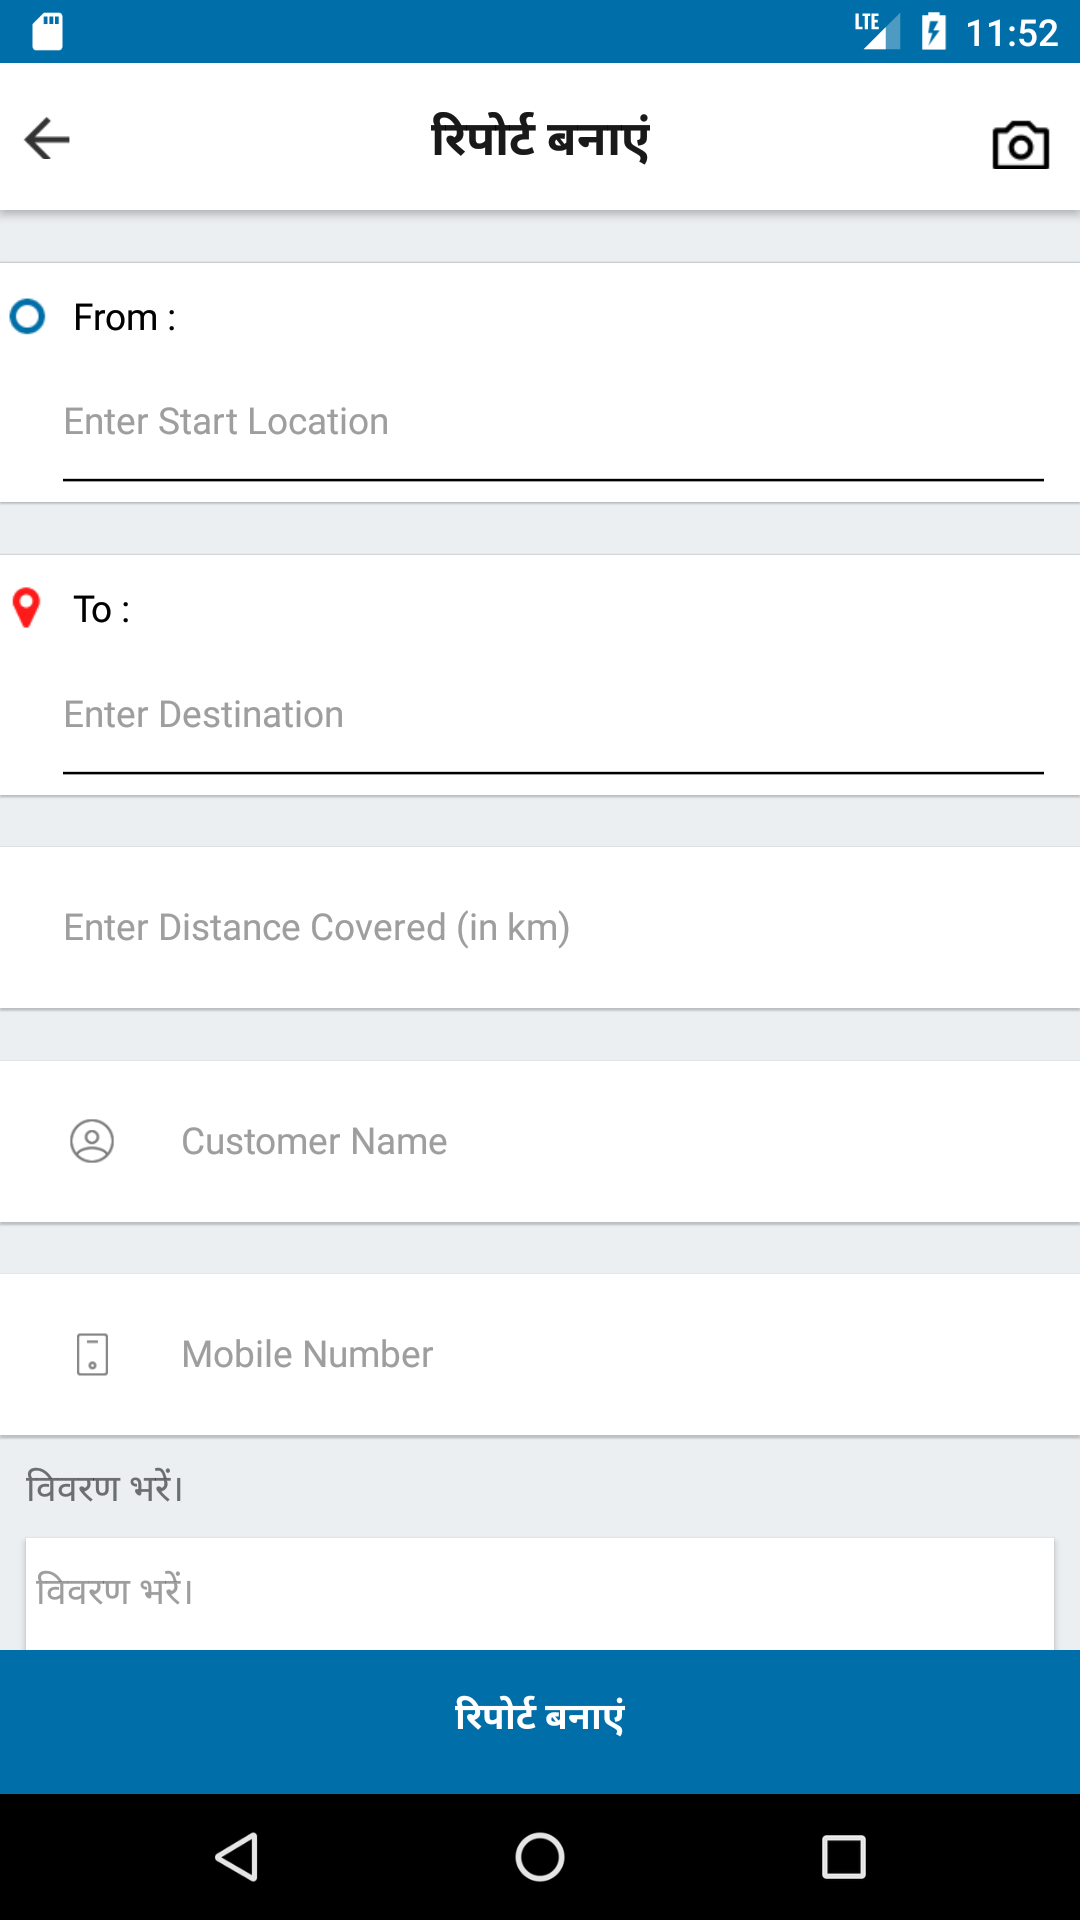 LTE 11:52
रिपोर्ट बनाएं
From :
Enter Start Location
To :
Enter Destination
Enter Distance Covered (in km)
Customer Name
Mobile Number
विवरण भरें।
विवरण भरें।
रिपोर्ट बनाएं